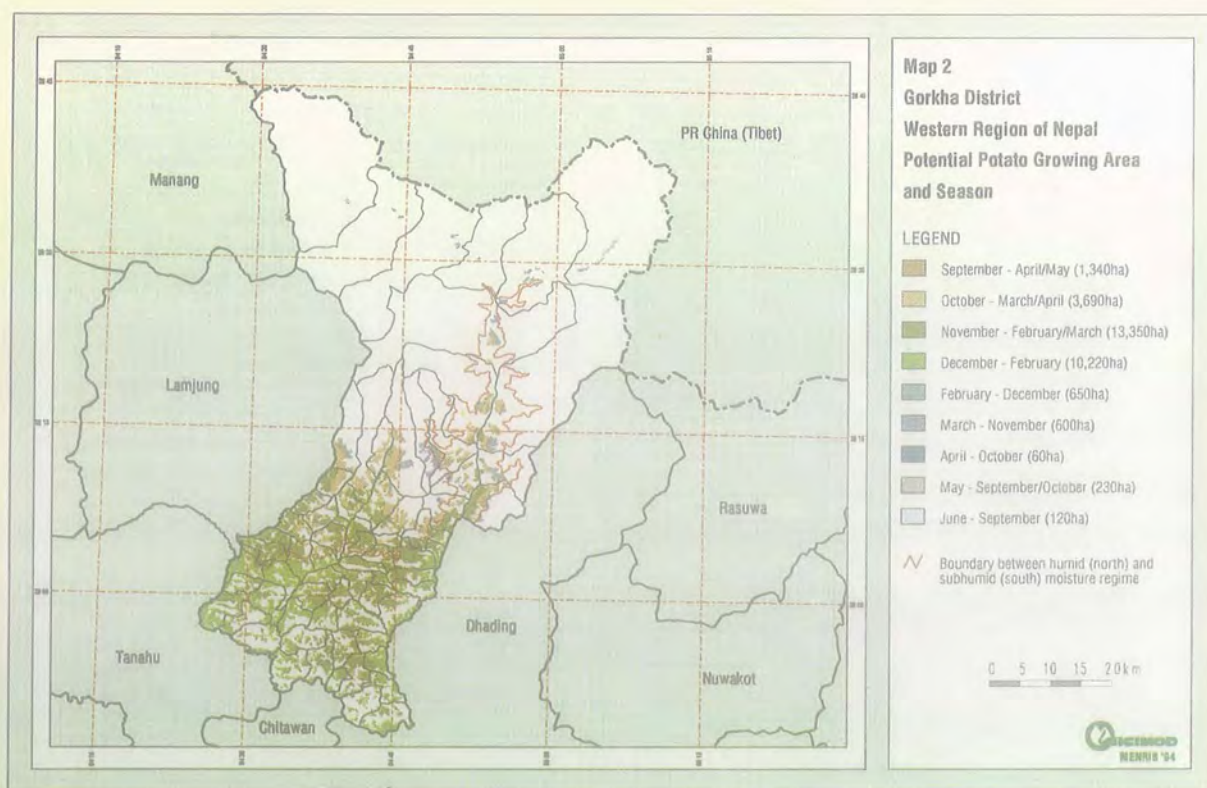 Map 2
Gorkha District
Western Region of Nepal
Potential Potato Growing Area
and Season
LEGEND
September - April/May (1,340ha)
October - March/April (3,690ha)
November - February/March (13,350ha)
December - February (10,220ha)
February - December (650ha)
March - November (600ha)
April - October (60ha)
May - September/October (230ha)
June - September (120ha)
Boundary between humid (north) and
subhumid (south) moisture regime
0 5 10 15 20km
ICIMOD
MENRIS '94
PR China (Tibet)
Manang
Lamjung
Rasuwa
Dhading
Tanahu
Nuwakot
Chitawan